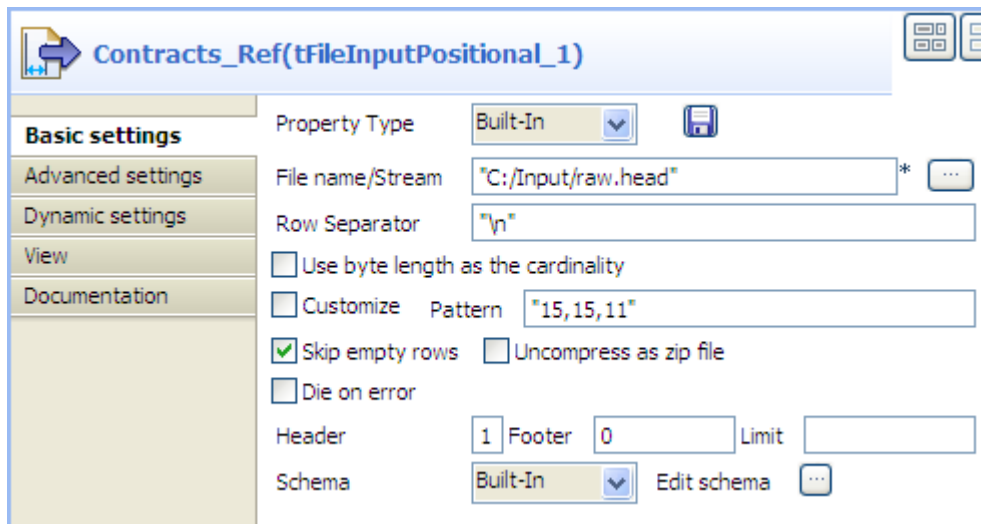 Contracts_Ref(tFileInputPositional_1)
Basic settings
Advanced settings
Dynamic settings
View
Documentation
Property Type Built-In
File name/Stream "C:/Input/raw.head" * ...
Row Separator "\n"
Use byte length as the cardinality
Customize Pattern "15,15,11"
Skip empty rows Uncompress as zip file
Die on error
Header 1 Footer 0 Limit
Schema Built-In Edit schema ...